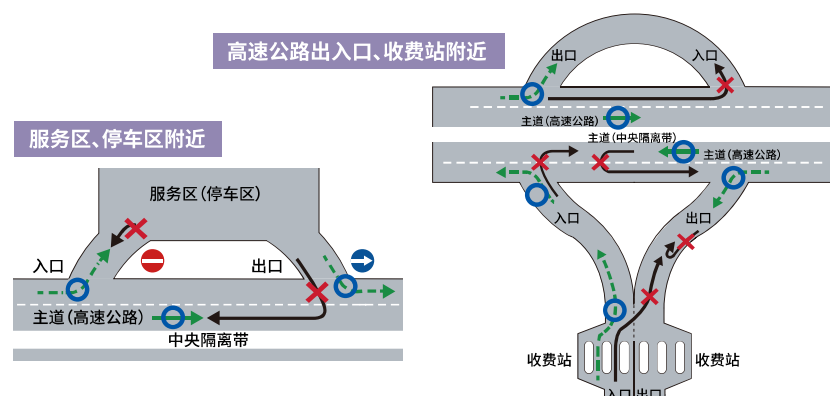 高速公路出入口、收费站附近
出口
入口
主道(高速公路)
主道(中央隔离带)
主道(高速公路)
入口
出口
收费站
收费站
入口
出口
服务区、停车区附近
服务区(停车区)
入口
出口
主道(高速公路)
中央隔离带